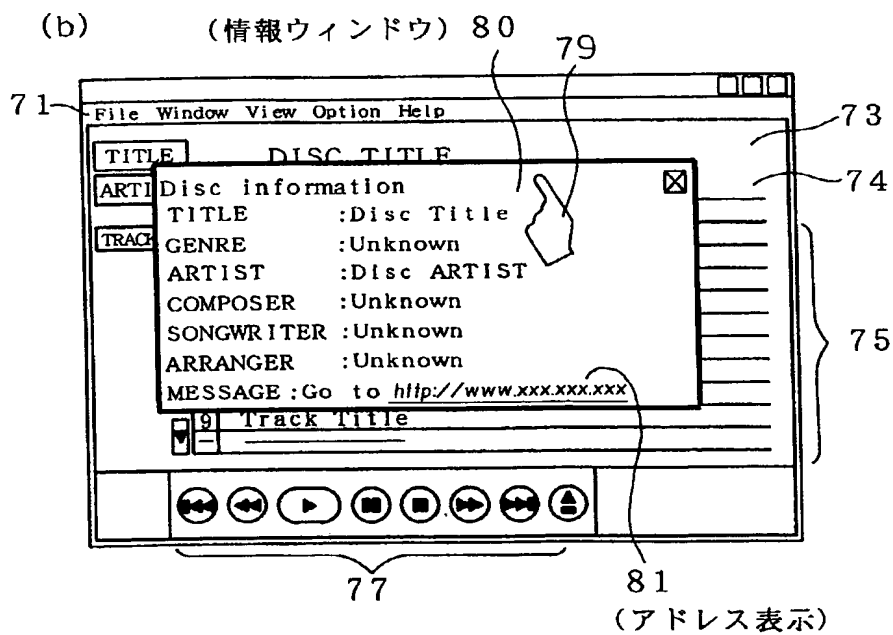 (b) (情報ウィンドウ) 80 79
71
File Window View Option Help
73
TITLE DISC TITLE
74
ARTI
Disc information
TITLE :Disc Title
TRACK
GENRE :Unknown
ARTIST :Disc ARTIST
COMPOSER :Unknown
SONGWRITER :Unknown
75
ARRANGER :Unknown
MESSAGE :Go to http://www.xxx.xxx.xxx
9 Track Title
77
81
(アドレス表示)